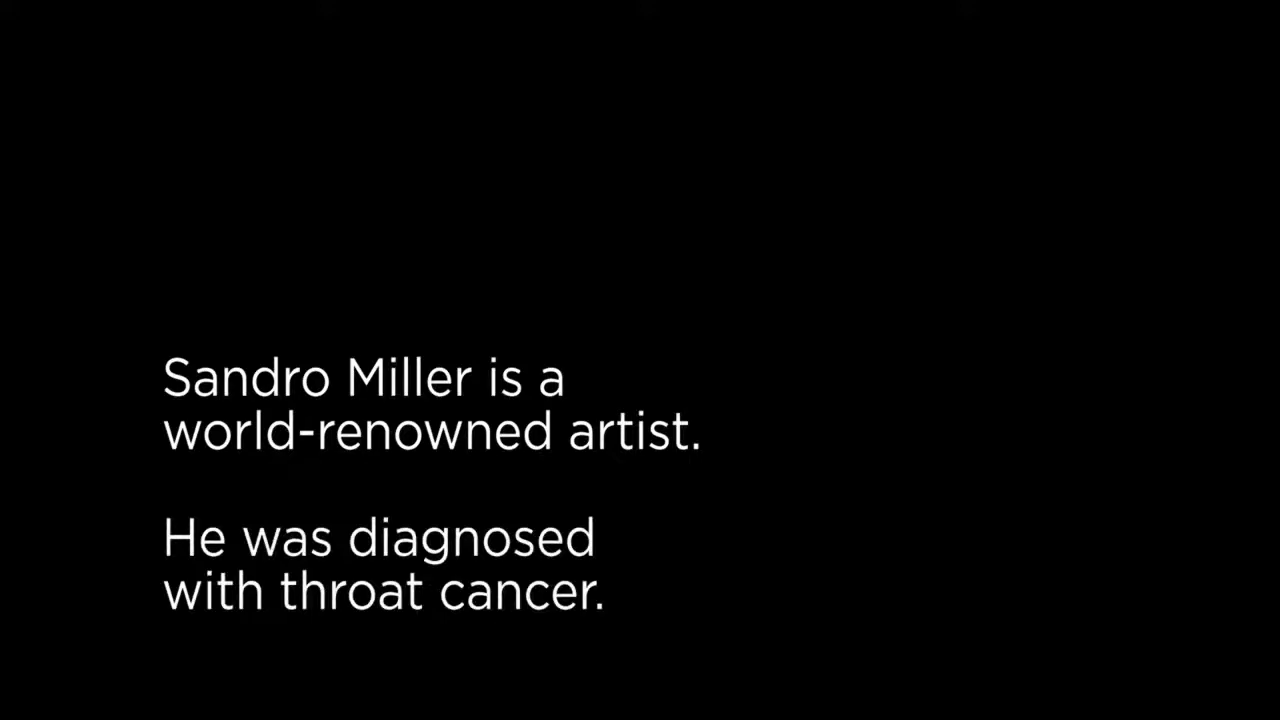 Sandro Miller is a
world-renowned artist.
He was diagnosed
with throat cancer.